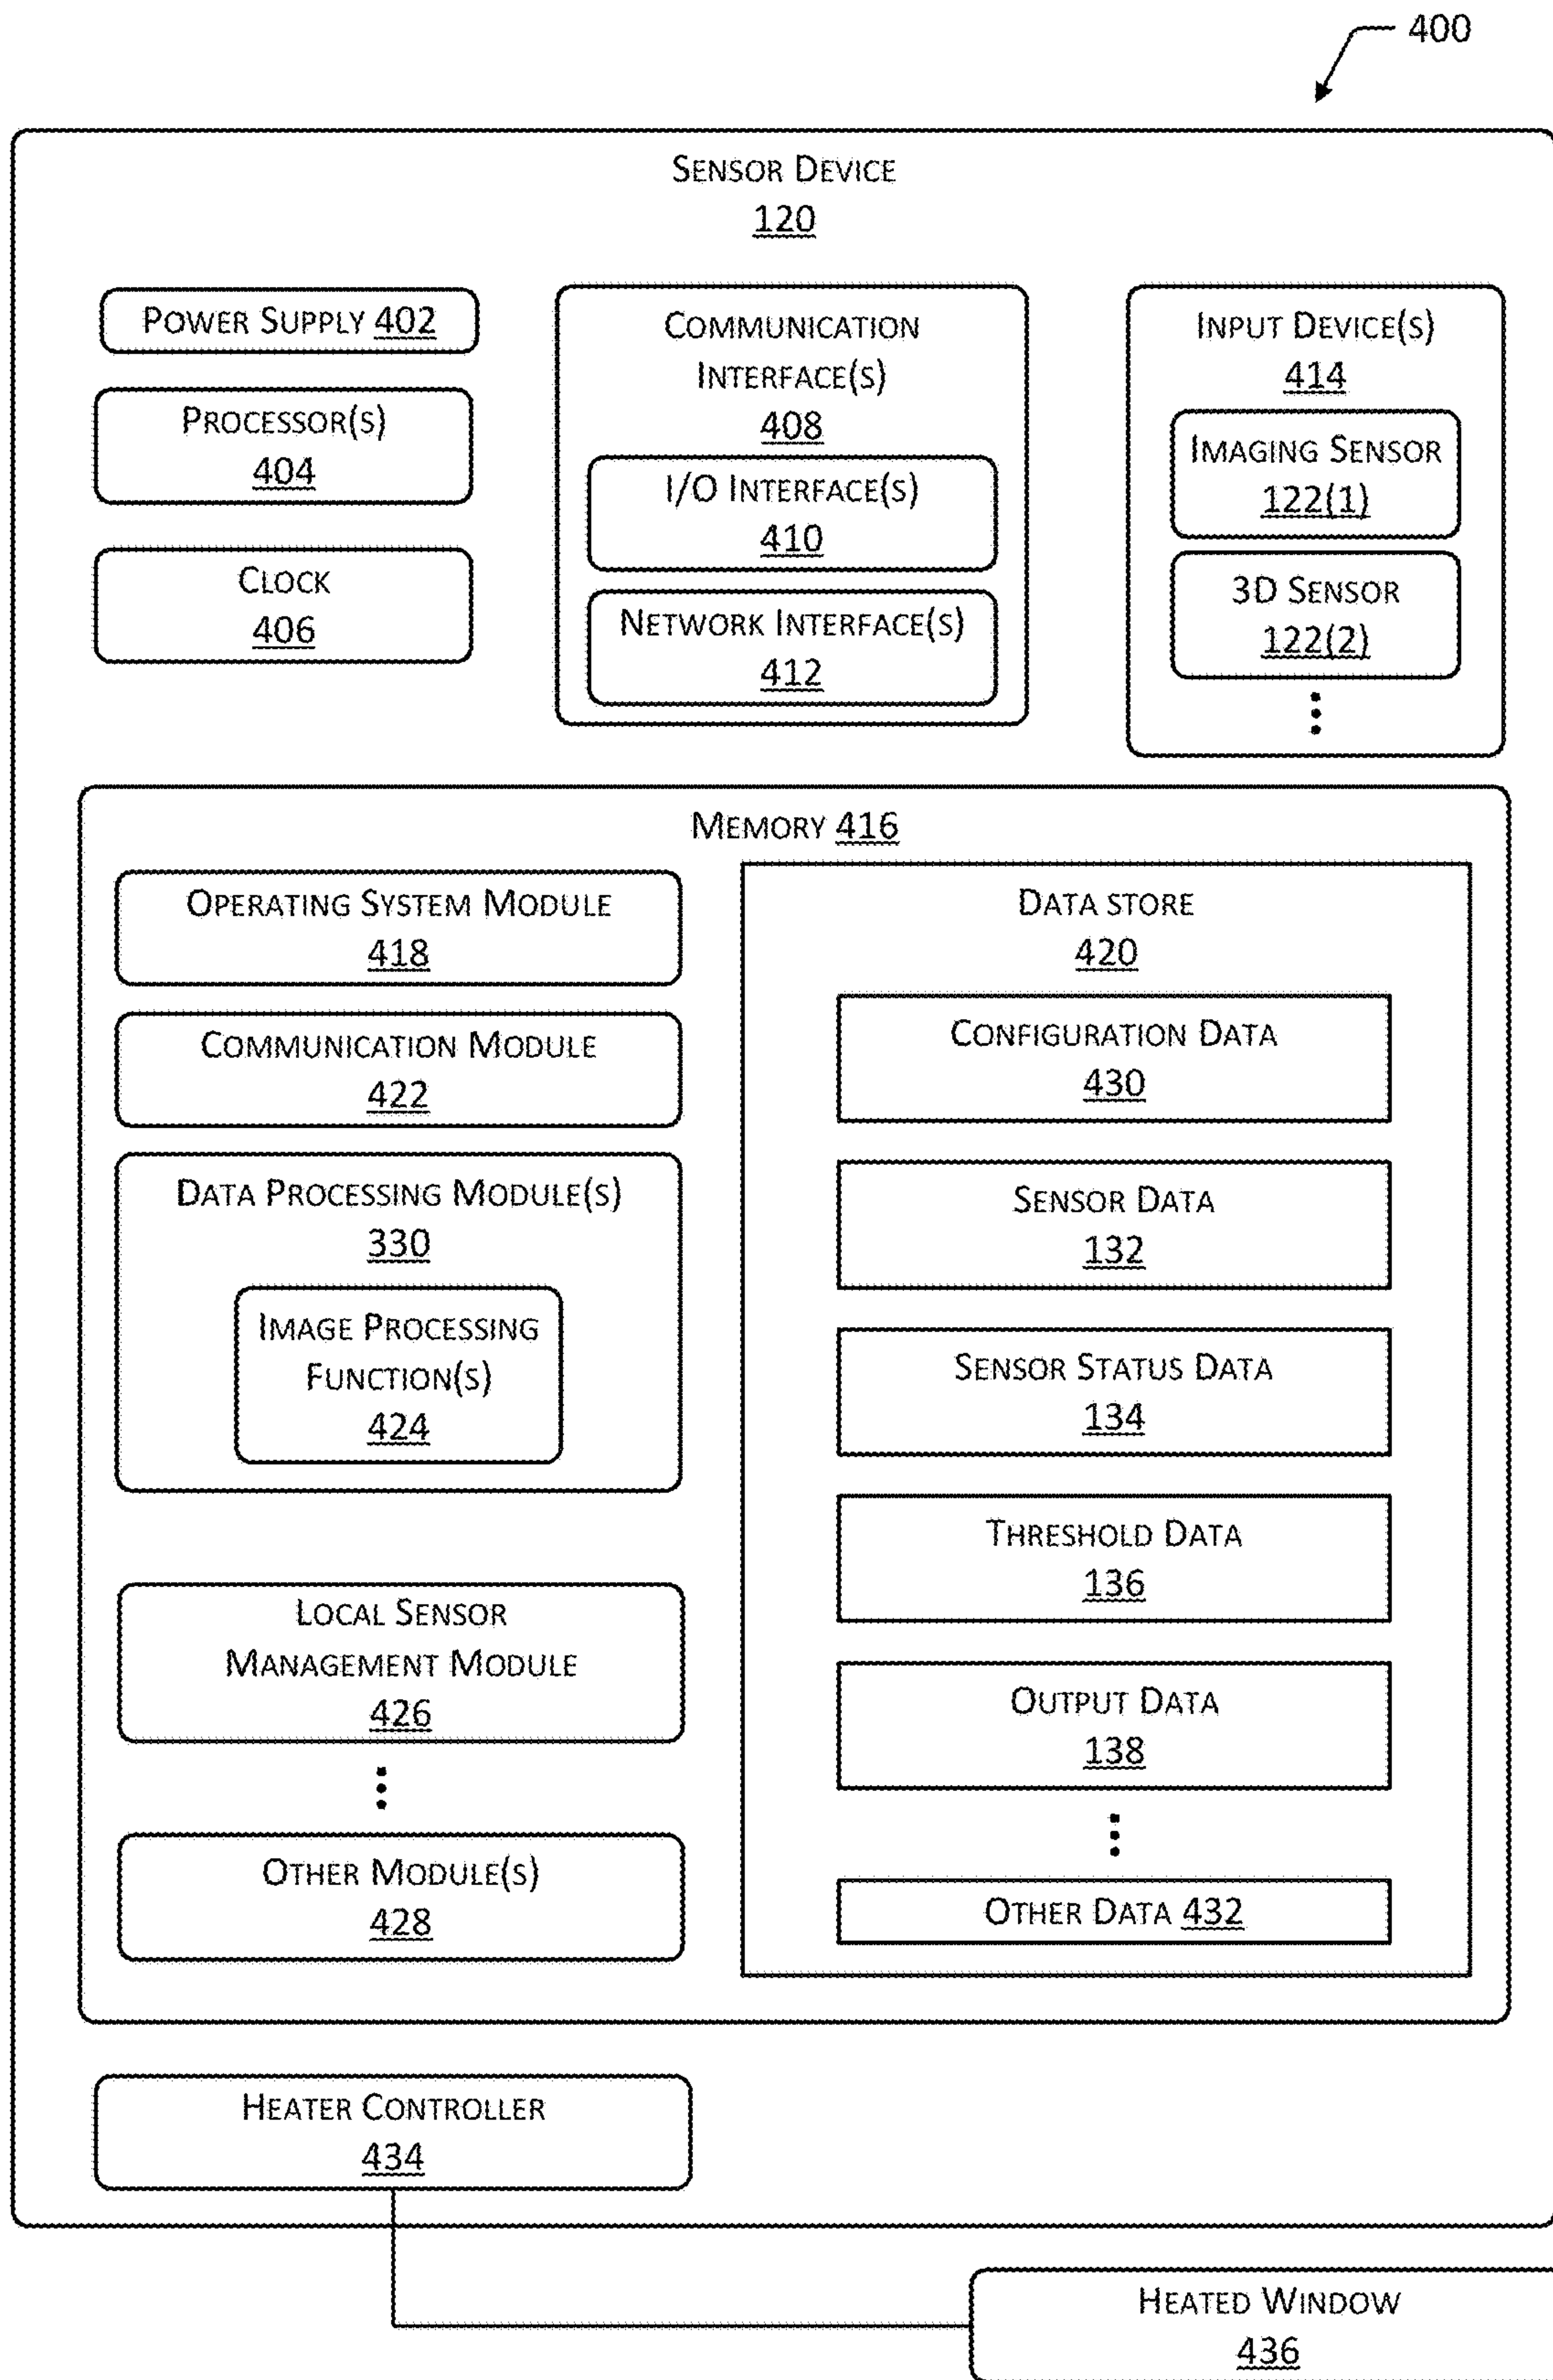 400
SENSOR DEVICE
120
POWER SUPPLY 402
PROCESSOR(S)
404
CLOCK
406
COMMUNICATION
INTERFACE(S)
408
I/O INTERFACE(S)
410
NETWORK INTERFACE(S)
412
INPUT DEVICE(S)
414
IMAGING SENSOR
122(1)
3D SENSOR
122(2)
MEMORY 416
OPERATING SYSTEM MODULE
418
COMMUNICATION MODULE
422
DATA PROCESSING MODULE(S)
330
IMAGE PROCESSING
FUNCTION(S)
424
LOCAL SENSOR
MANAGEMENT MODULE
426
OTHER MODULE(S)
428
DATA STORE
420
CONFIGURATION DATA
430
SENSOR DATA
132
SENSOR STATUS DATA
134
THRESHOLD DATA
136
OUTPUT DATA
138
OTHER DATA 432
HEATER CONTROLLER
434
HEATED WINDOW
436